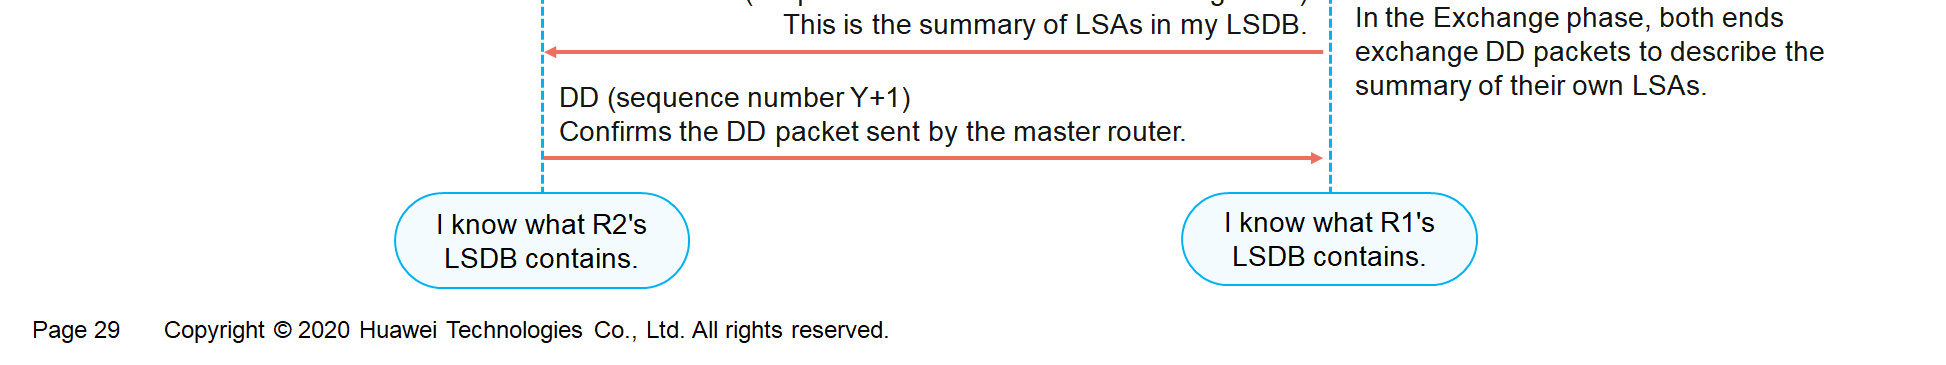 This is the summary of LSAs in my LSDB.
In the Exchange phase, both ends
exchange DD packets to describe the
summary of their own LSAs.
DD (sequence number Y+1)
Confirms the DD packet sent by the master router.
I know what R2's
LSDB contains.
I know what R1's
LSDB contains.
Page 29
Copyright © 2020 Huawei Technologies Co., Ltd. All rights reserved.